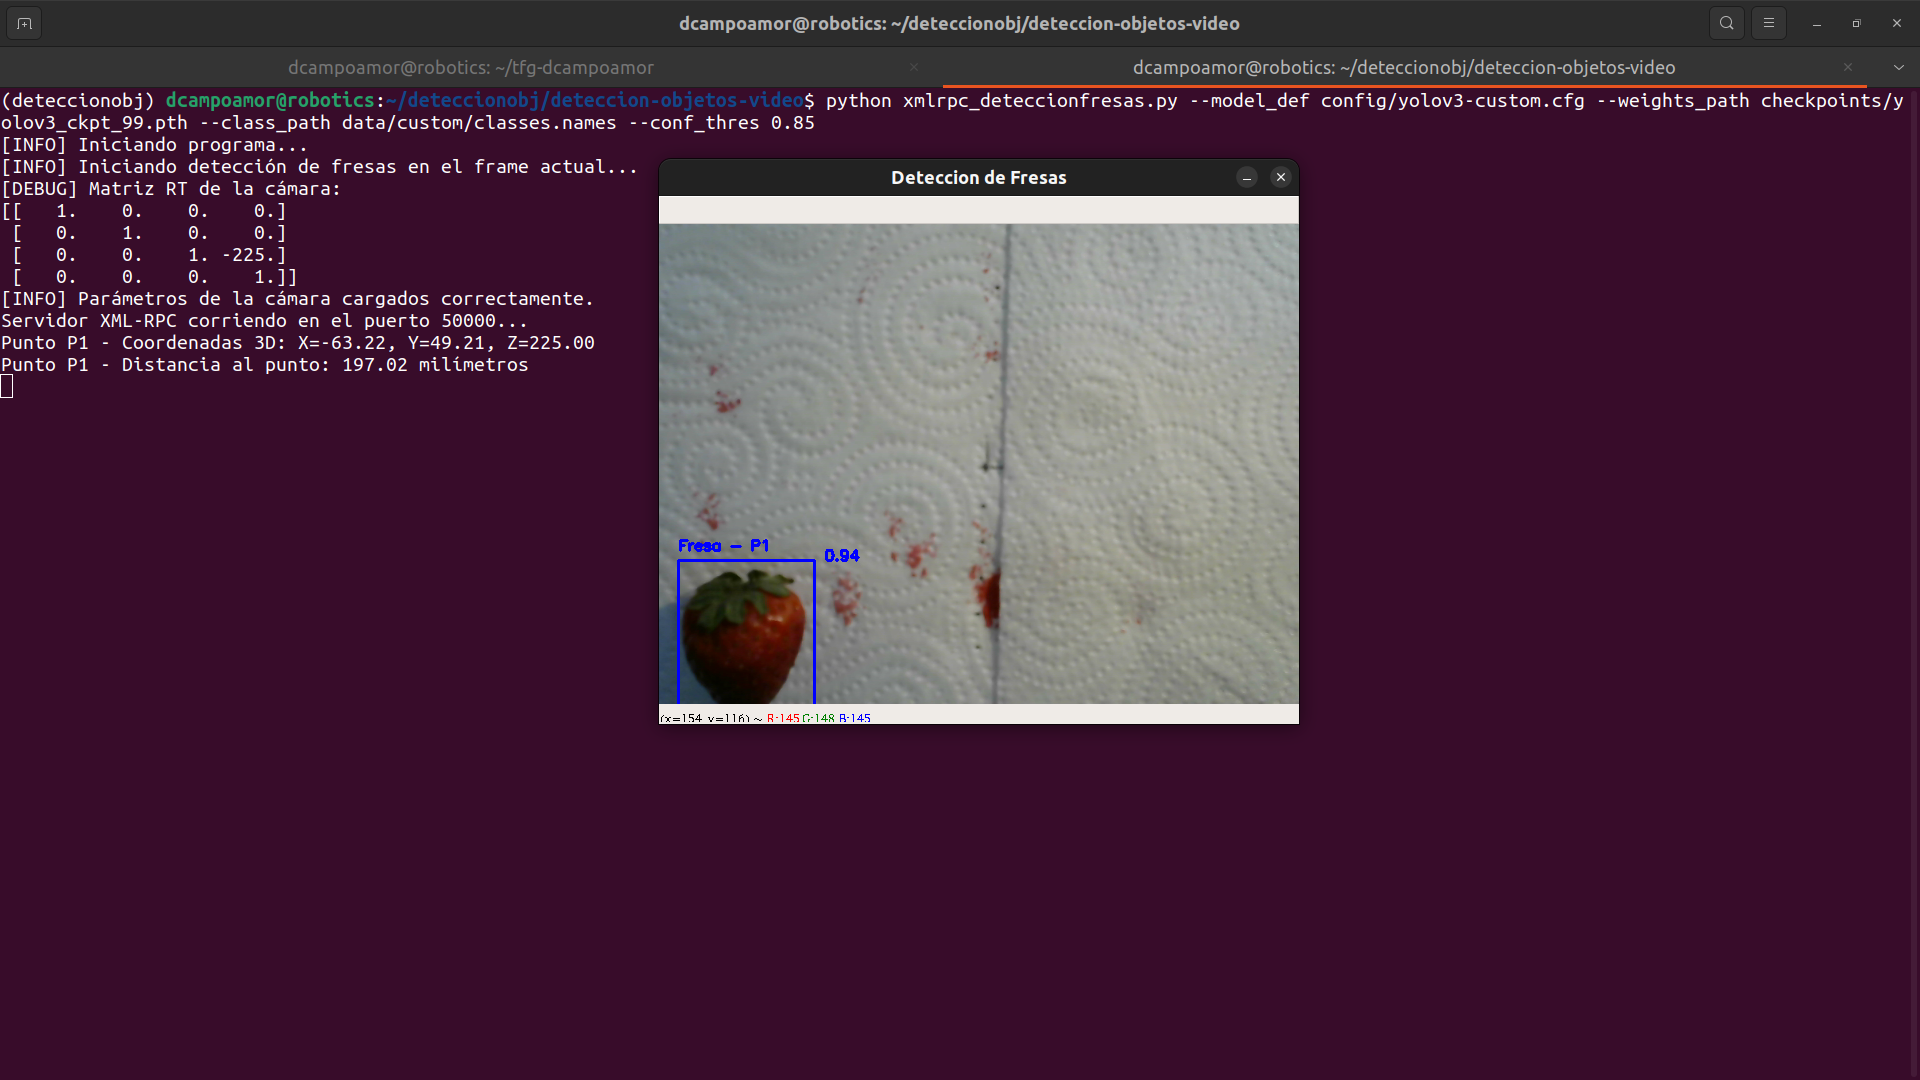 dcampoamor@robotics: ~/deteccionobj/deteccion-objetos-video
dcampoamor@robotics: ~/tfg-dcampoamor
dcampoamor@robotics: ~/deteccionobj/deteccion-objetos-video
(deteccionobj) dcampoamor@robotics:~/deteccionobj/deteccion-objetos-video$ python xmlrpc_deteccionfresas.py --model_def config/yolov3-custom.cfg --weights_path checkpoints/y
olov3_ckpt_99.pth --class_path data/custom/classes.names --conf_thres 0.85
[INFO] Iniciando programa...
[INFO] Iniciando detección de fresas en el frame actual...
[DEBUG] Matriz RT de la cámara:
[[   1.    0.    0.    0.]
 [   0.    1.    0.    0.]
 [   0.    0.    1. -225.]
 [   0.    0.    0.    1.]]
[INFO] Parámetros de la cámara cargados correctamente.
Servidor XML-RPC corriendo en el puerto 50000...
Punto P1 - Coordenadas 3D: X=-63.22, Y=49.21, Z=225.00
Punto P1 - Distancia al punto: 197.02 milímetros
Deteccion de Fresas
Fresa - P1
0.94
(x=154, y=116) ~ R:145 G:148 B:145